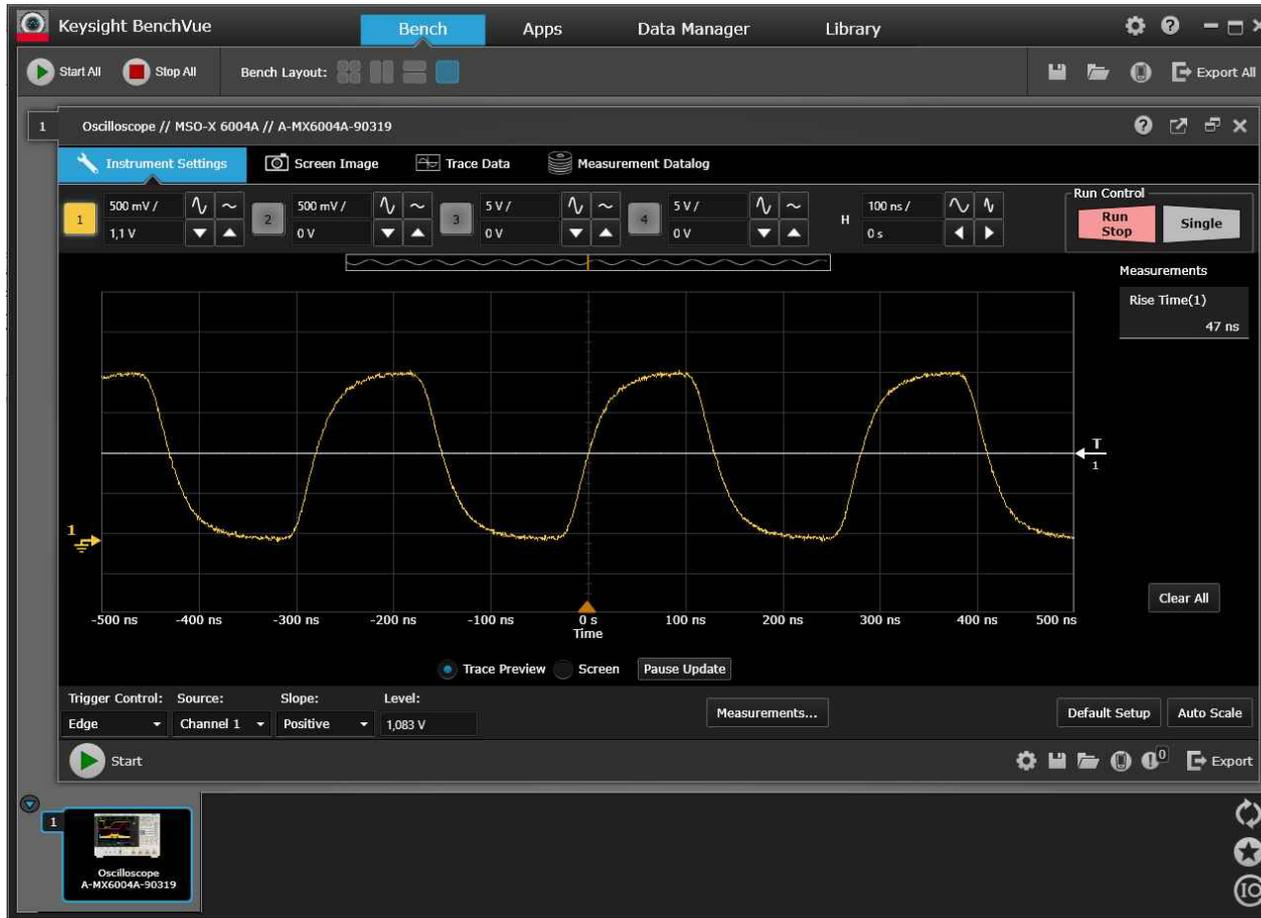 Keysight BenchVue Bench Apps Data Manager Library
Start All Stop All Bench Layout: Export All
1 Oscilloscope // MSO-X 6004A // A-MX6004A-90319
Instrument Settings Screen Image Trace Data Measurement Datalog
1 500 mV / 2 500 mV / 3 5 V / 4 5 V / H 100 ns /
1,1 V 0 V 0 V 0 V 0 s
Run Control
Run Stop Single
Measurements
Rise Time(1)
47 ns
T
1
1
Clear All
-500 ns -400 ns -300 ns -200 ns -100 ns 0 s 100 ns 200 ns 300 ns 400 ns 500 ns
Time
Trace Preview Screen Pause Update
Trigger Control: Source: Slope: Level:
Edge Channel 1 Positive 1,083 V
Measurements... Default Setup Auto Scale
Start 0 Export
1
Oscilloscope
A-MX6004A-90319
IO